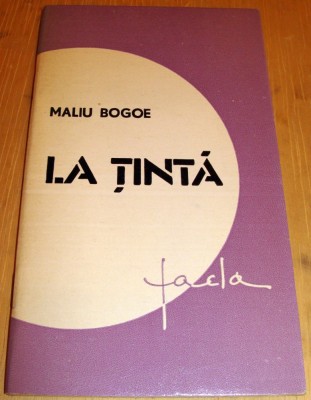 MALIU BOGOE
LA ȚINTĂ
facla